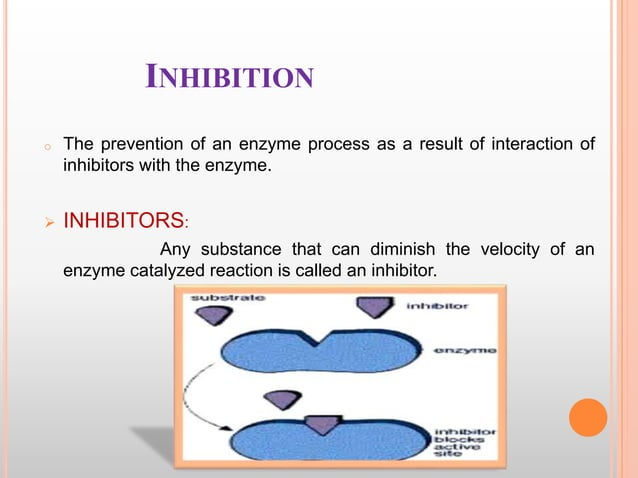 INHIBITION
The prevention of an enzyme process as a result of interaction of
inhibitors with the enzyme.
INHIBITORS:
Any substance that can diminish the velocity of an
enzyme catalyzed reaction is called an inhibitor.
substrate
inhibitor
enzyme
inhibitor
blocks
active
site